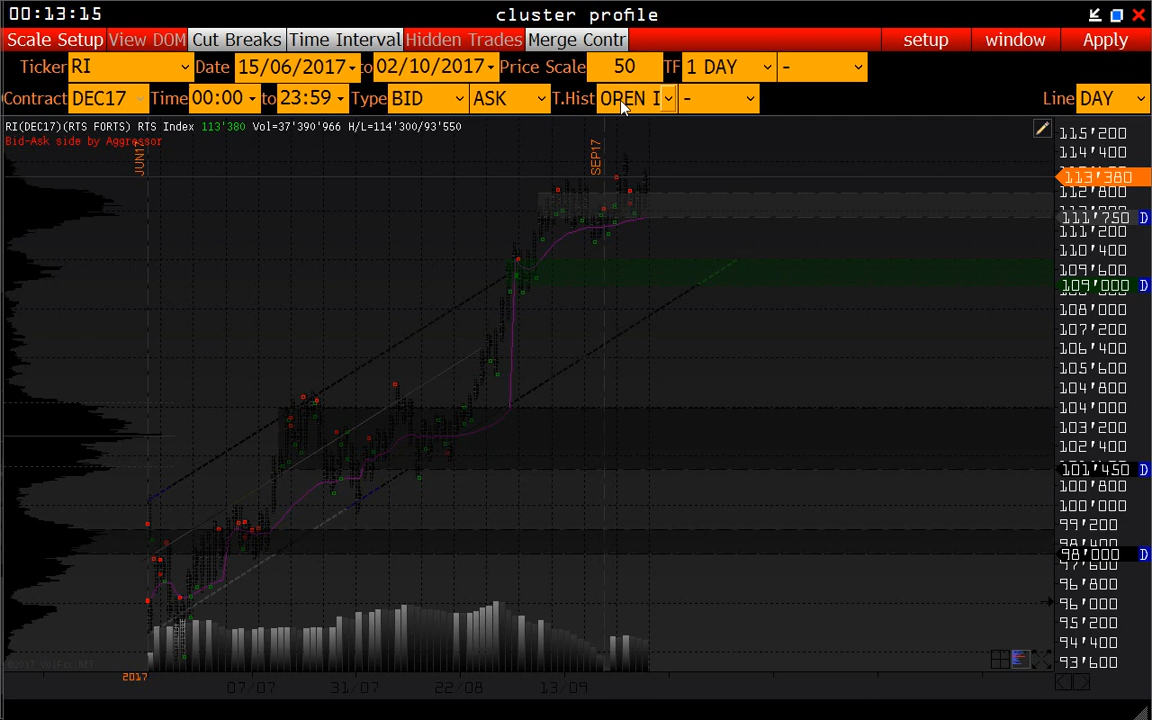 00:13:15
cluster profile
Scale Setup View DOM Cut Breaks Time Interval Hidden Trades Merge Contr setup window Apply
Ticker RI Date 15/06/2017 to 02/10/2017 Price Scale 50 TF 1 DAY -
Contract DEC17 Time 00:00 to 23:59 Type BID ASK T.Hist OPEN I - Line DAY
RI(DEC17)(RTS FORTS) RTS Index 113'380 Vol=37'390'966 H/L=114'300/93'550
Bid-Ask side by Aggressor
JUN17
SEP17
115'200
114'400
113'380
112'800
111'750 D
111'200
110'400
109'600
109'000 D
108'000
107'200
106'400
105'600
104'800
104'000
103'200
102'400
101'450 D
100'800
100'000
99'200
98'400
98'000 D
97'600
96'800
96'000
95'200
94'400
93'600
©2017 VolFix.NET
2017
07/07 31/07 22/08 13/09